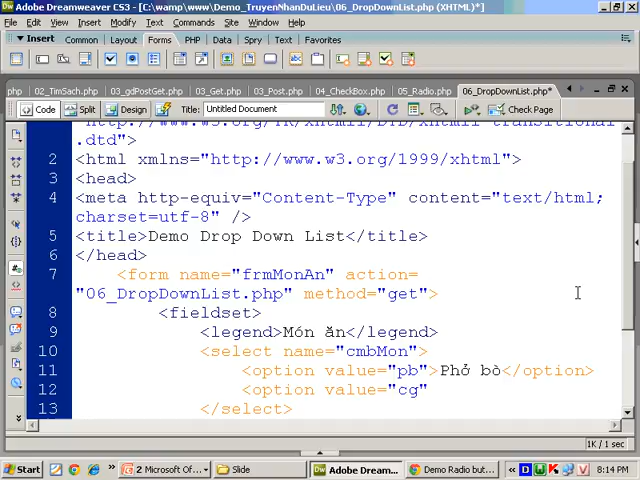 Adobe Dreamweaver CS3 - [C:\wamp\www\Demo_TruyenNhanDuLieu\06_DropDownList.php (XHTML)*]
File Edit View Insert Modify Text Commands Site Window Help
Insert Common Layout Forms PHP Data Spry Text Favorites
php 02_TimSach.php 03_gdPostGet.php 03_Get.php 03_Post.php 04_CheckBox.php 05_Radio.php 06_DropDownList.php*
Code Split Design Title: Untitled Document Check Page
.dtd">
2 <html xmlns="http://www.w3.org/1999/xhtml">
3 <head>
4 <meta http-equiv="Content-Type" content="text/html;
charset=utf-8" />
5 <title>Demo Drop Down List</title>
6 </head>
7 <form name="frmMonAn" action=
"06_DropDownList.php" method="get">
8 <fieldset>
9 <legend>Món ăn</legend>
10 <select name="cmbMon">
11 <option value="pb">Phở bò</option>
12 <option value="cg"
13 </select>
1K / 1 sec
Start 2 Microsoft Of... Slide Adobe Dream... Demo Radio but... 8:14 PM